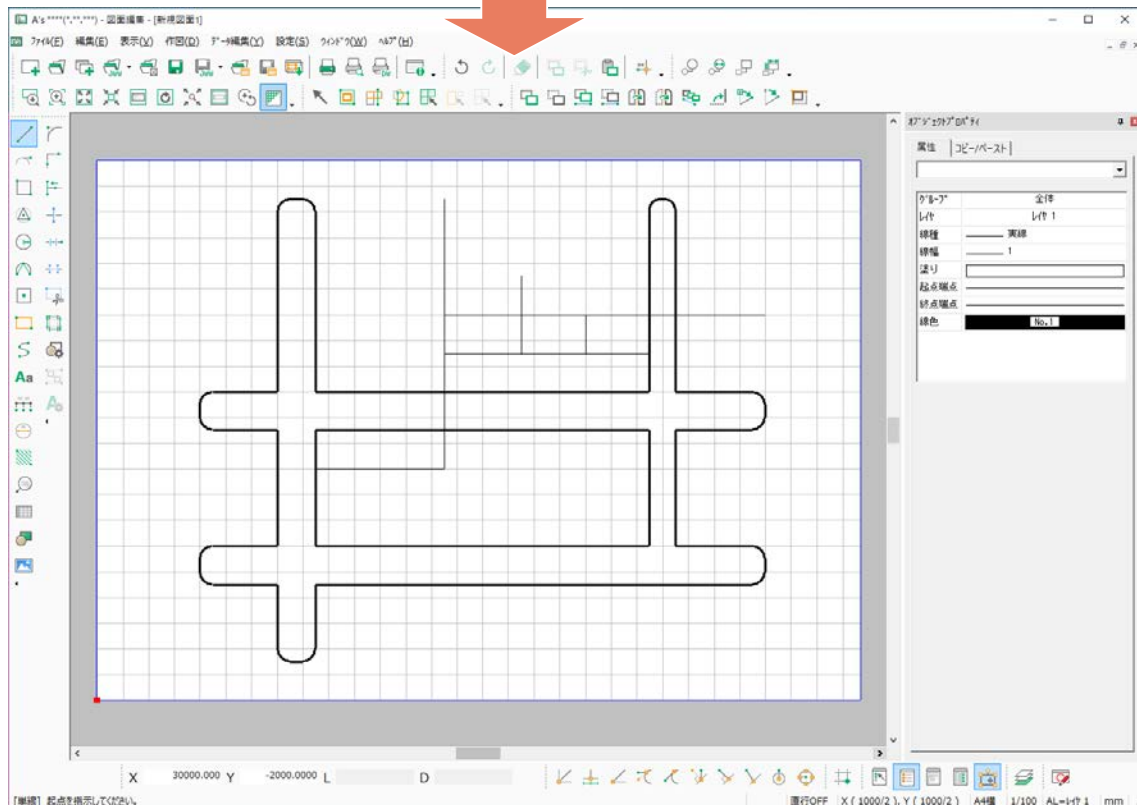 A's ****(*.**.***) - 図面編集 - [新規図面1]
ファイル(F) 編集(E) 表示(V) 作図(D) データ編集(Y) 設定(S) ウィンドウ(W) ヘルプ(H)
オブジェクトプロパティ
属性 コピー/ペースト
グループ 全体
レイヤ レイヤ 1
線種 実線
線幅 1
塗り
起点端点
終点端点
線色 No.1
Aa
X 30000.000 Y -2000.0000 L D
[単線] 起点を指示してください。
直行OFF X ( 1000/2 ), Y ( 1000/2 ) A4横 1/100 AL=レイヤ 1 mm